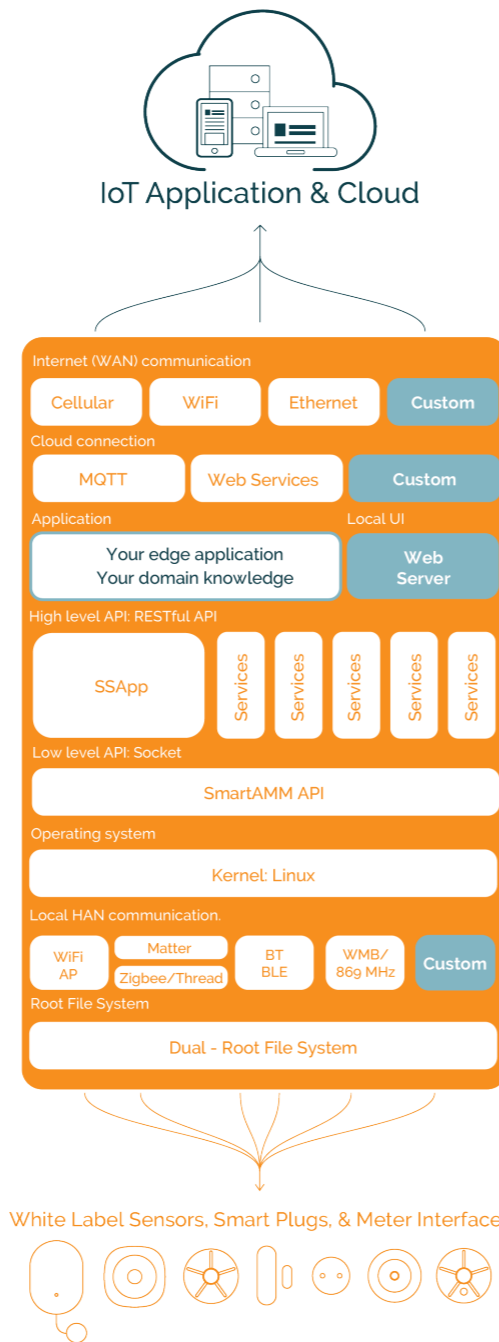 IoT Application & Cloud
Internet (WAN) communication
Cellular
WiFi
Ethernet
Custom
Cloud connection
MQTT
Web Services
Custom
Application
Local UI
Your edge application
Your domain knowledge
Web
Server
High level API: RESTful API
SSApp
Services
Services
Services
Services
Services
Low level API: Socket
SmartAMM API
Operating system
Kernel: Linux
Local HAN communication.
WiFi
AP
Matter
Zigbee/Thread
BT
BLE
WMB/
869 MHz
Custom
Root File System
Dual - Root File System
White Label Sensors, Smart Plugs, & Meter Interface